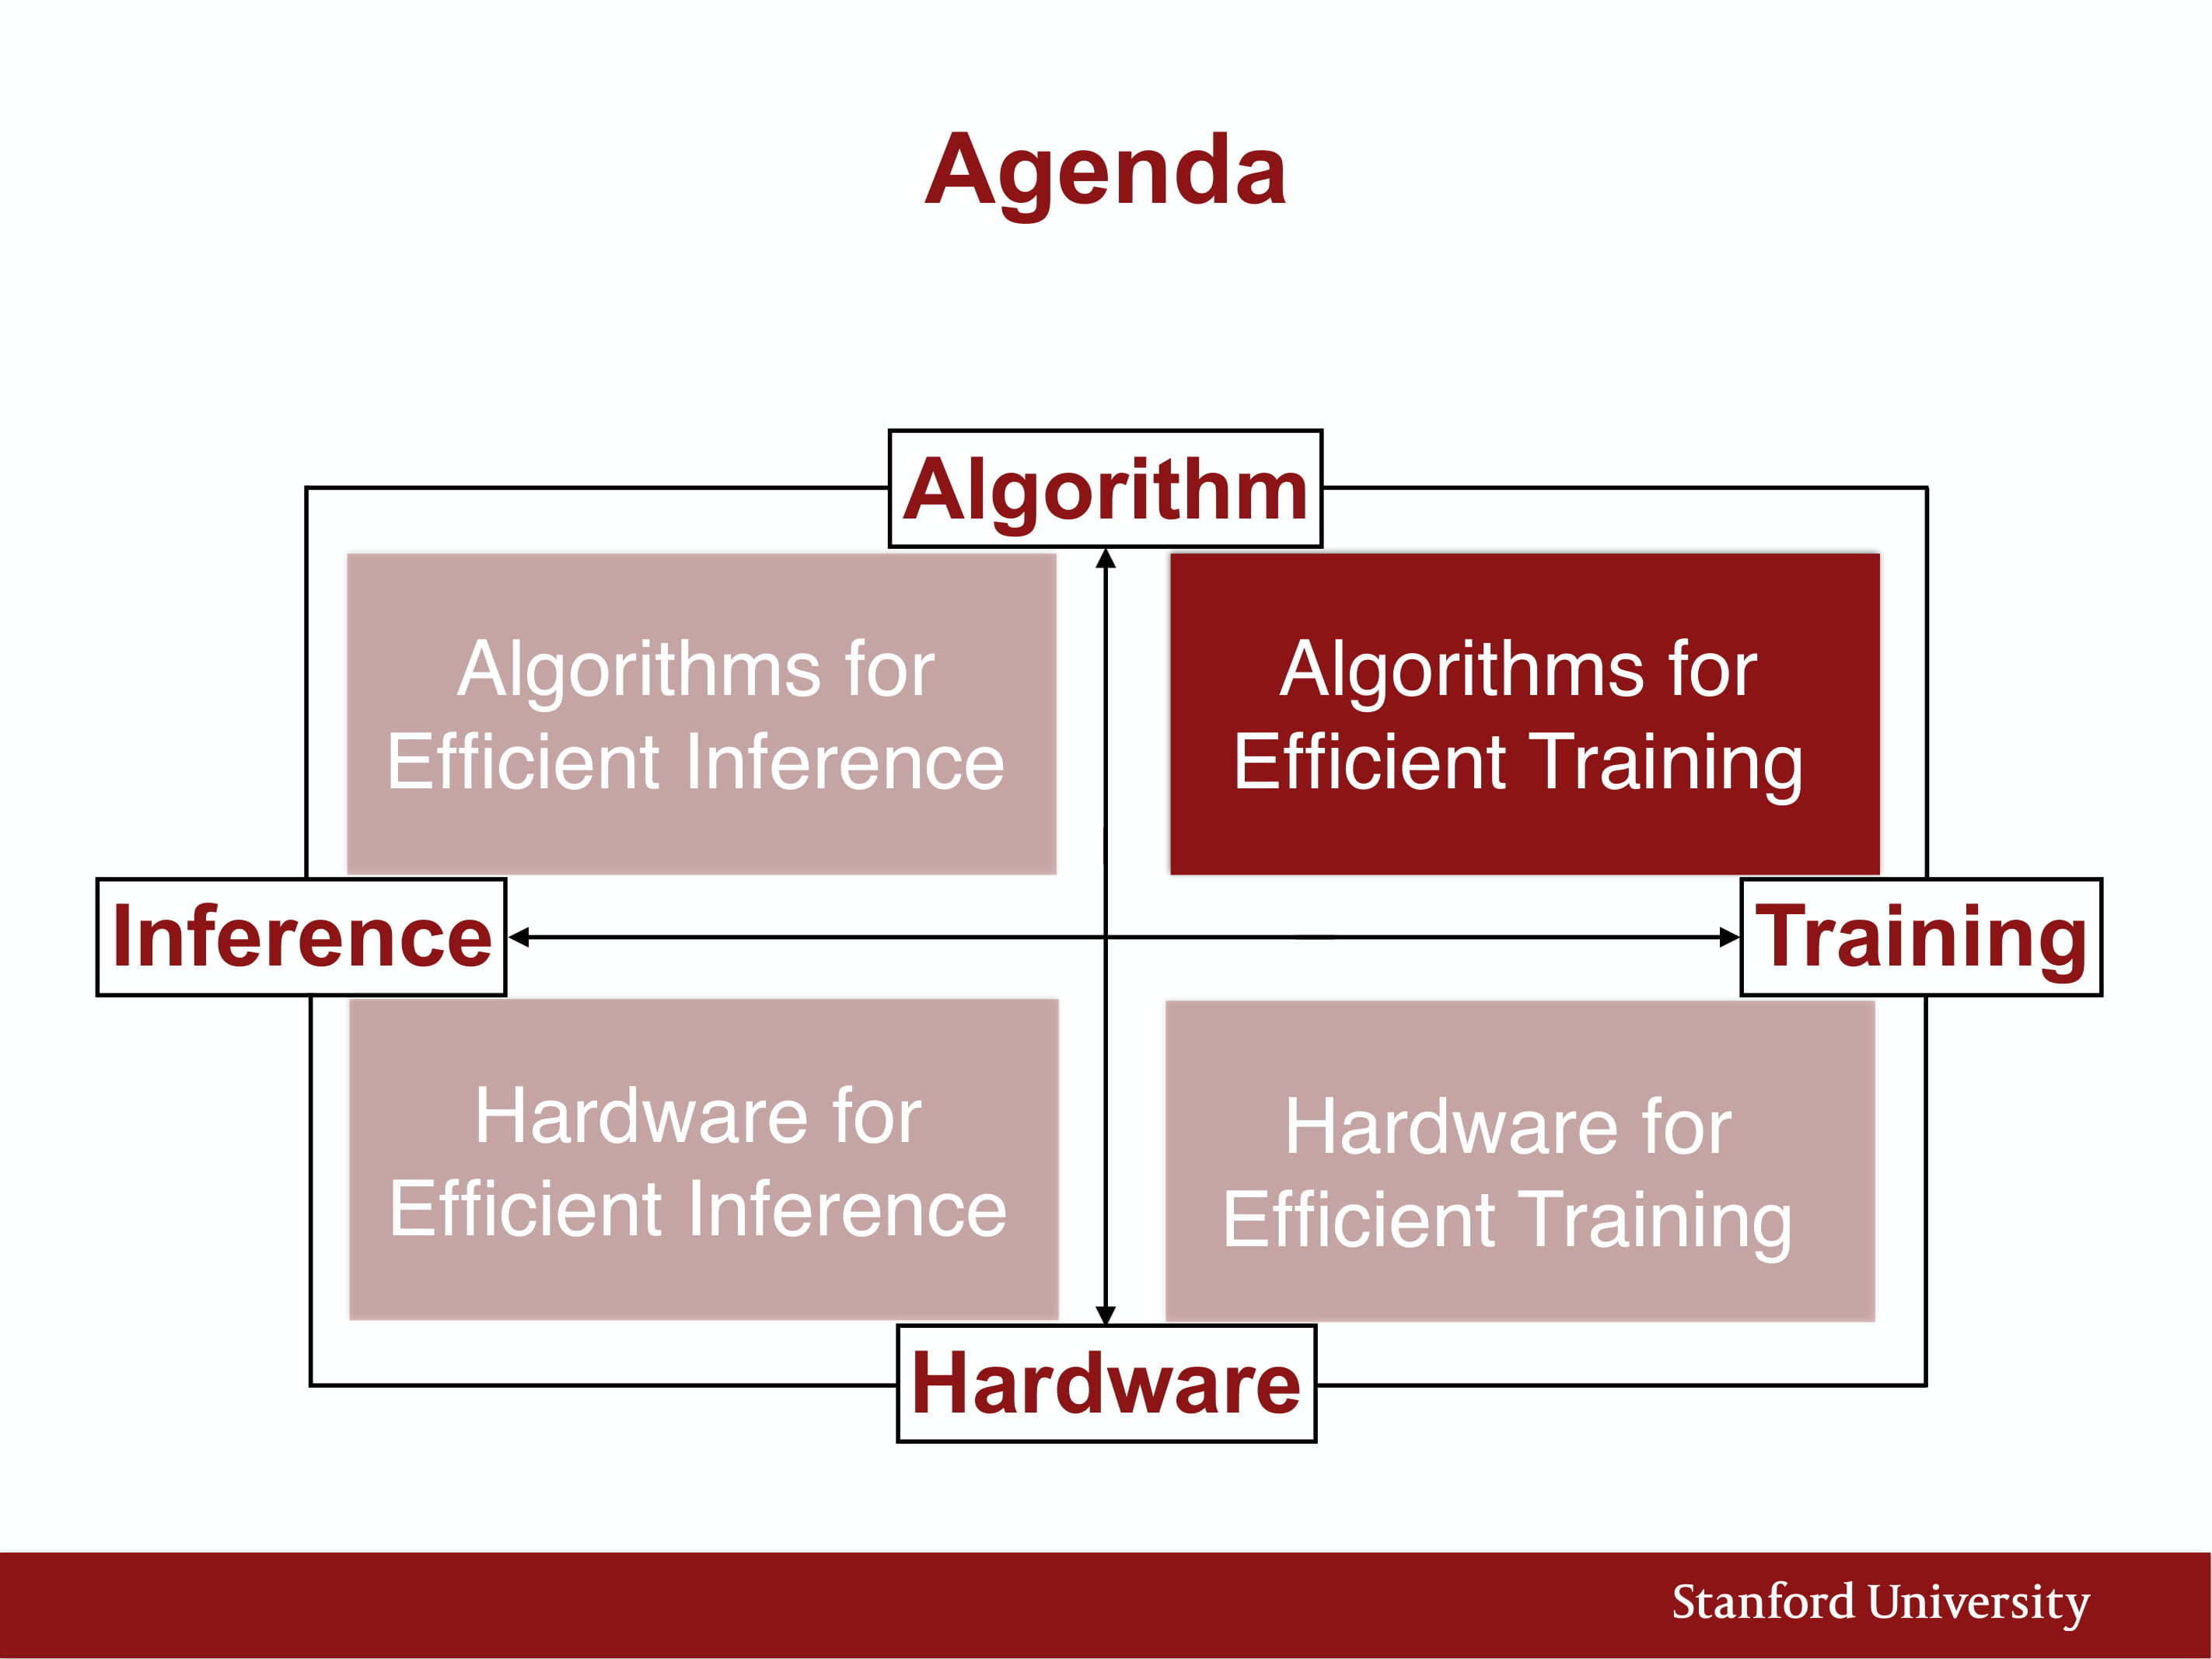 Agenda
Algorithm
Algorithms for
Efficient Inference
Algorithms for
Efficient Training
Inference
Training
Hardware for
Efficient Inference
Hardware for
Efficient Training
Hardware
Stanford University